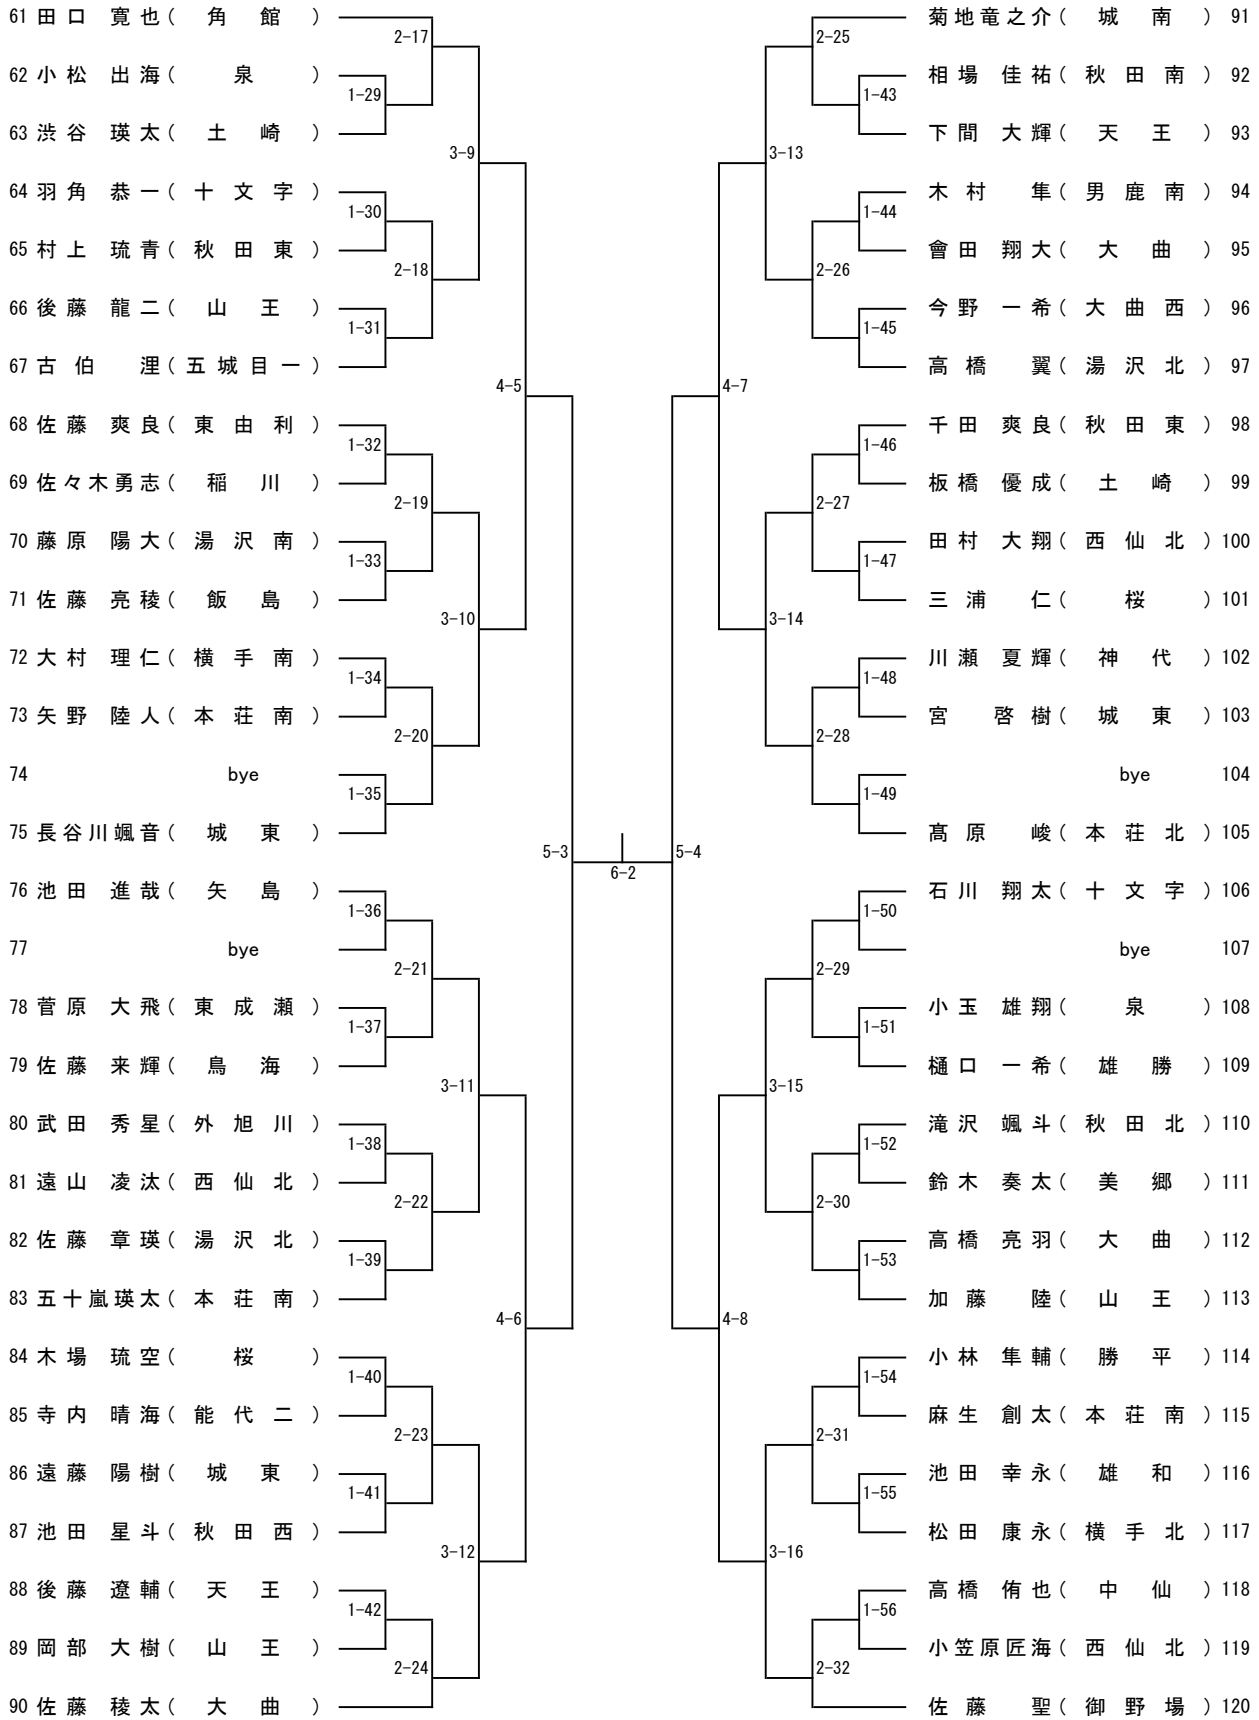 61 田口 寛也 ( 角館 )
2-17
62 小松 出海 ( 泉 )
1-29
63 渋谷 瑛太 ( 土崎 )
3-9
64 羽角 恭一 ( 十文字 )
1-30
65 村上 琉青 ( 秋田東 )
2-18
66 後藤 龍二 ( 山王 )
1-31
67 古伯 浬 ( 五城目一 )
4-5
68 佐藤 爽良 ( 東由利 )
1-32
69 佐々木勇志 ( 稲川 )
2-19
70 藤原 陽大 ( 湯沢南 )
1-33
71 佐藤 亮稜 ( 飯島 )
3-10
72 大村 理仁 ( 横手南 )
1-34
73 矢野 陸人 ( 本荘南 )
2-20
74 bye
1-35
75 長谷川颯音 ( 城東 )
5-3
76 池田 進哉 ( 矢島 )
1-36
77 bye
2-21
78 菅原 大飛 ( 東成瀬 )
1-37
79 佐藤 来輝 ( 鳥海 )
3-11
80 武田 秀星 ( 外旭川 )
1-38
81 遠山 凌汰 ( 西仙北 )
2-22
82 佐藤 章瑛 ( 湯沢北 )
1-39
83 五十嵐瑛太 ( 本荘南 )
4-6
84 木場 琉空 ( 桜 )
1-40
85 寺内 晴海 ( 能代二 )
2-23
86 遠藤 陽樹 ( 城東 )
1-41
87 池田 星斗 ( 秋田西 )
3-12
88 後藤 遼輔 ( 天王 )
1-42
89 岡部 大樹 ( 山王 )
2-24
90 佐藤 稜太 ( 大曲 )
6-2
菊地竜之介 ( 城南 ) 91
2-25
相場 佳祐 ( 秋田南 ) 92
1-43
下間 大輝 ( 天王 ) 93
3-13
木村 隼 ( 男鹿南 ) 94
1-44
會田 翔大 ( 大曲 ) 95
2-26
今野 一希 ( 大曲西 ) 96
1-45
高橋 翼 ( 湯沢北 ) 97
4-7
千田 爽良 ( 秋田東 ) 98
1-46
板橋 優成 ( 土崎 ) 99
2-27
田村 大翔 ( 西仙北 ) 100
1-47
三浦 仁 ( 桜 ) 101
3-14
川瀬 夏輝 ( 神代 ) 102
1-48
宮 啓樹 ( 城東 ) 103
2-28
bye 104
1-49
髙原 峻 ( 本荘北 ) 105
5-4
石川 翔太 ( 十文字 ) 106
1-50
bye 107
2-29
小玉 雄翔 ( 泉 ) 108
1-51
樋口 一希 ( 雄勝 ) 109
3-15
滝沢 颯斗 ( 秋田北 ) 110
1-52
鈴木 奏太 ( 美郷 ) 111
2-30
高橋 亮羽 ( 大曲 ) 112
1-53
加藤 陸 ( 山王 ) 113
4-8
小林 隼輔 ( 勝平 ) 114
1-54
麻生 創太 ( 本荘南 ) 115
2-31
池田 幸永 ( 雄和 ) 116
1-55
松田 康永 ( 横手北 ) 117
3-16
高橋 侑也 ( 中仙 ) 118
1-56
小笠原匠海 ( 西仙北 ) 119
2-32
佐藤 聖 ( 御野場 ) 120